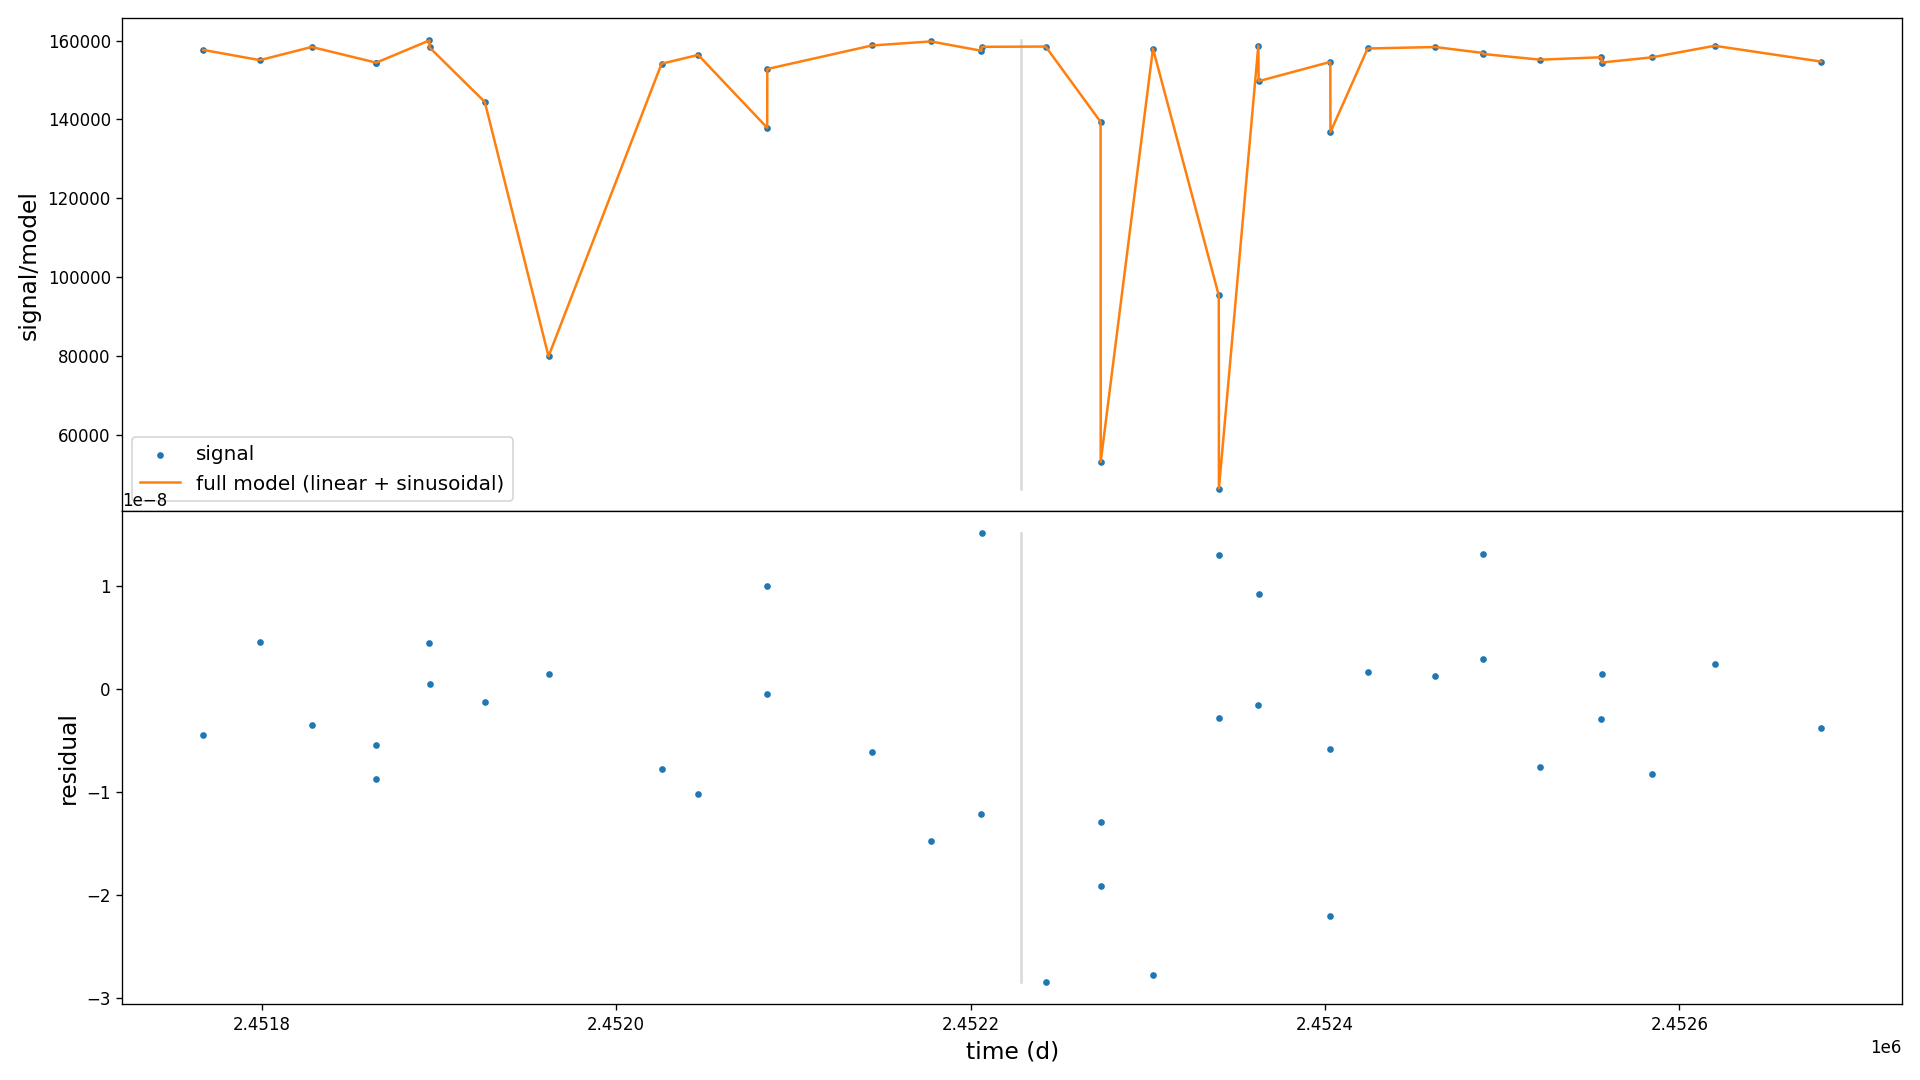 160000
140000
120000
100000
80000
60000
signal/model
signal
full model (linear + sinusoidal)
1e−8
1
0
−1
−2
−3
residual
2.4518
2.4520
2.4522
2.4524
2.4526
time (d)
1e6